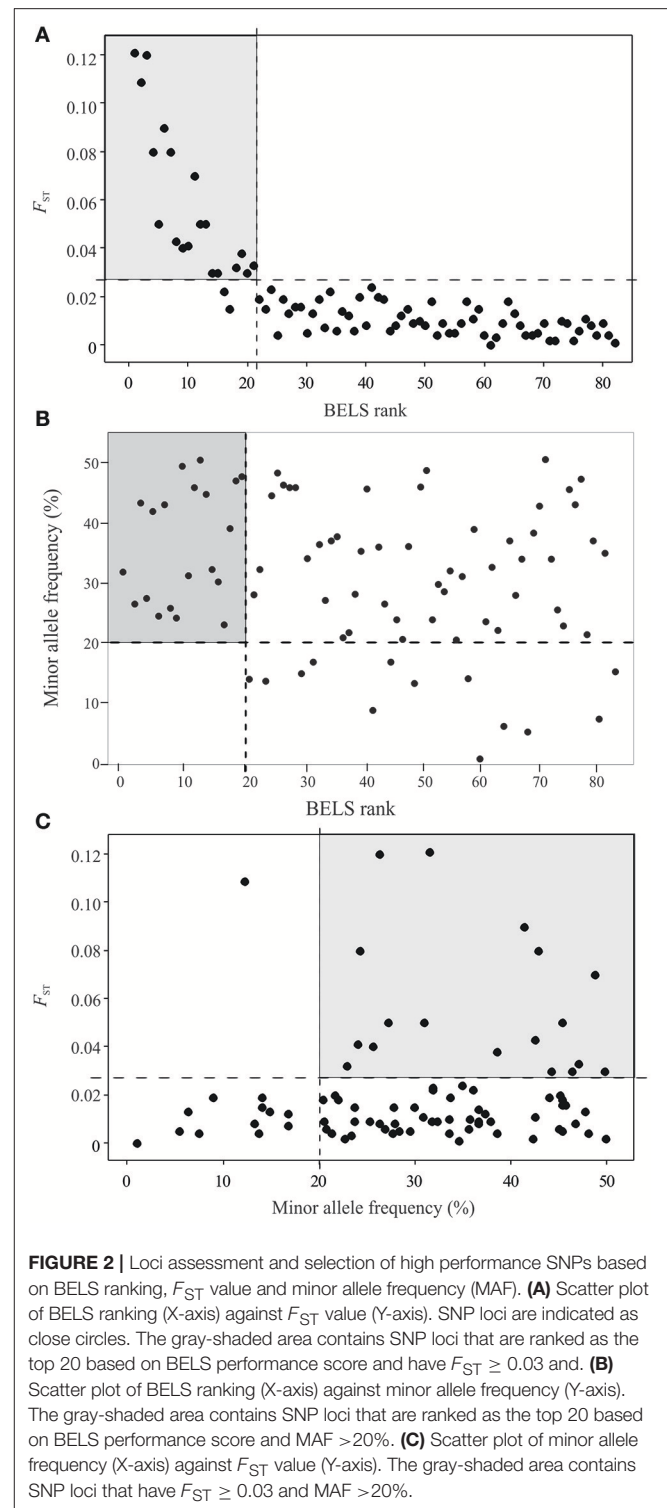 A
0.12
0.10
0.08
FST
0.06
0.04
0.02
0
0 10 20 30 40 50 60 70 80
BELS rank
B
50
40
Minor allele frequency (%)
30
20
10
0
0 10 20 30 40 50 60 70 80
BELS rank
C
0.12
0.10
0.08
FST
0.06
0.04
0.02
0
0 10 20 30 40 50
Minor allele frequency (%)
FIGURE 2 | Loci assessment and selection of high performance SNPs based
on BELS ranking, FST value and minor allele frequency (MAF). (A) Scatter plot
of BELS ranking (X-axis) against FST value (Y-axis). SNP loci are indicated as
close circles. The gray-shaded area contains SNP loci that are ranked as the
top 20 based on BELS performance score and have FST ≥ 0.03 and. (B)
Scatter plot of BELS ranking (X-axis) against minor allele frequency (Y-axis).
The gray-shaded area contains SNP loci that are ranked as the top 20 based
on BELS performance score and MAF >20%. (C) Scatter plot of minor allele
frequency (X-axis) against FST value (Y-axis). The gray-shaded area contains
SNP loci that have FST ≥ 0.03 and MAF >20%.